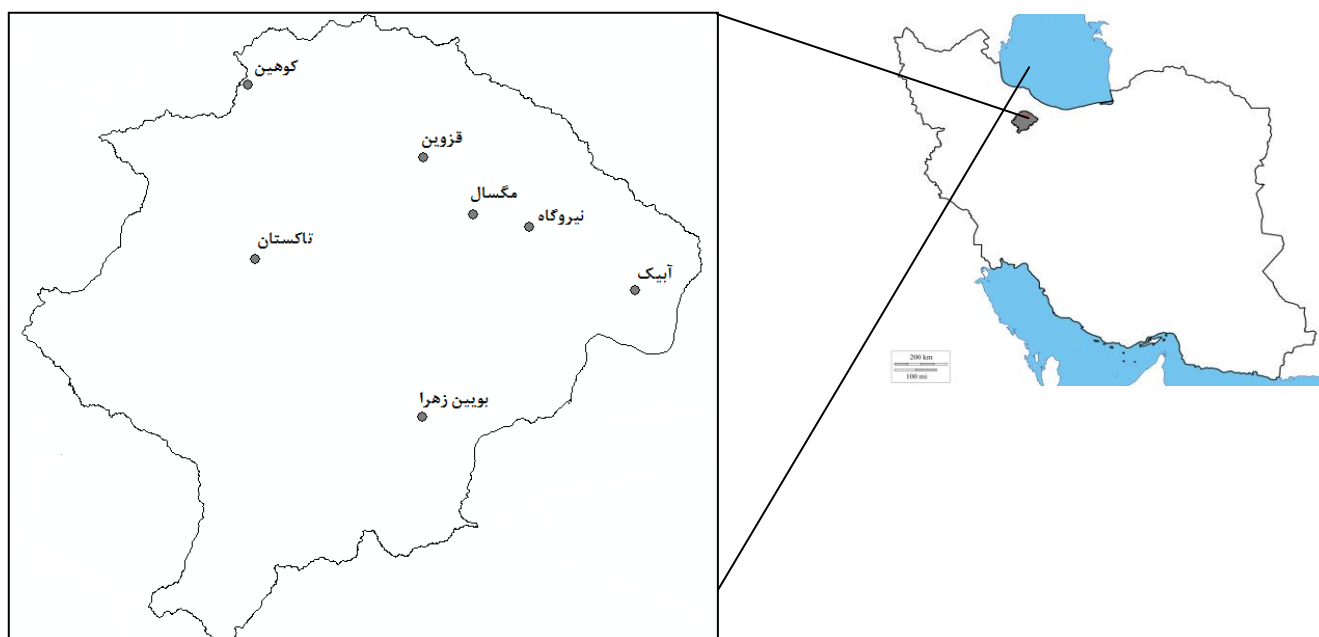 کوهین
قزوین
مگسال
نیروگاه
تاکستان
آبیک
بویین زهرا
200 km
100 mi